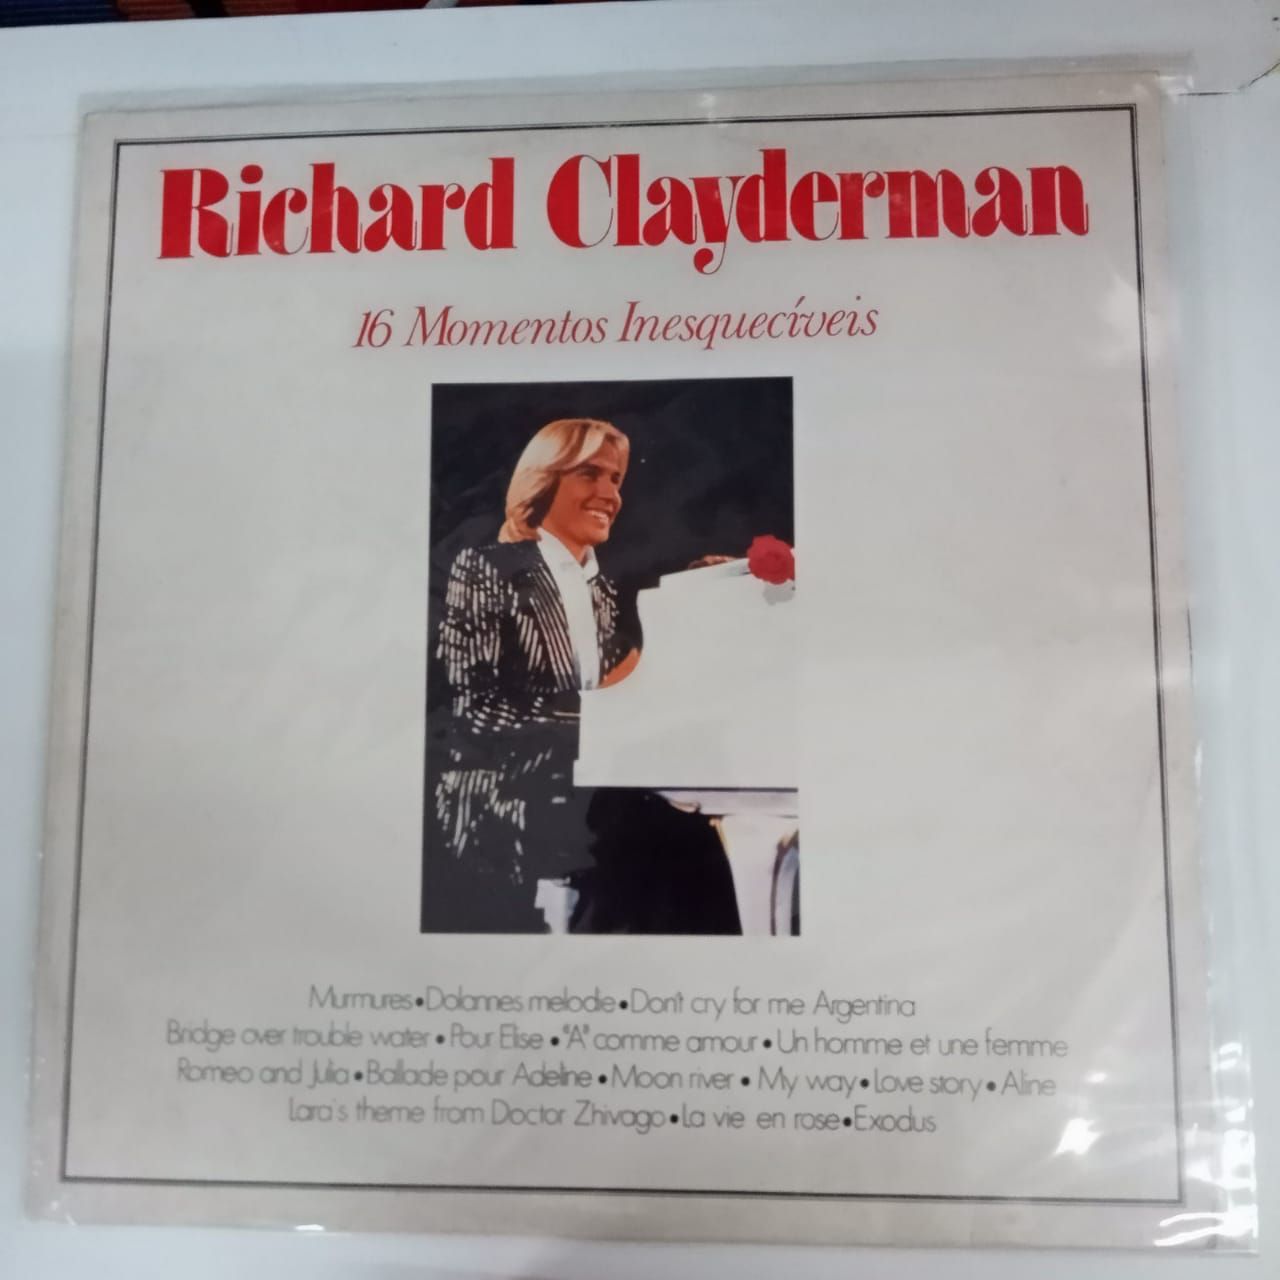 Richard Clayderman
16 Momentos Inesquecíveis
Murmures•Dolannes melodie•Don't cry for me Argentina
Bridge over trouble water•Pour Elise•"A" comme amour•Un homme et une femme
Romeo and Julia•Ballade pour Adeline•Moon river•My way•Love story•Aline
Lara's theme from Doctor Zhivago•La vie en rose•Exodus